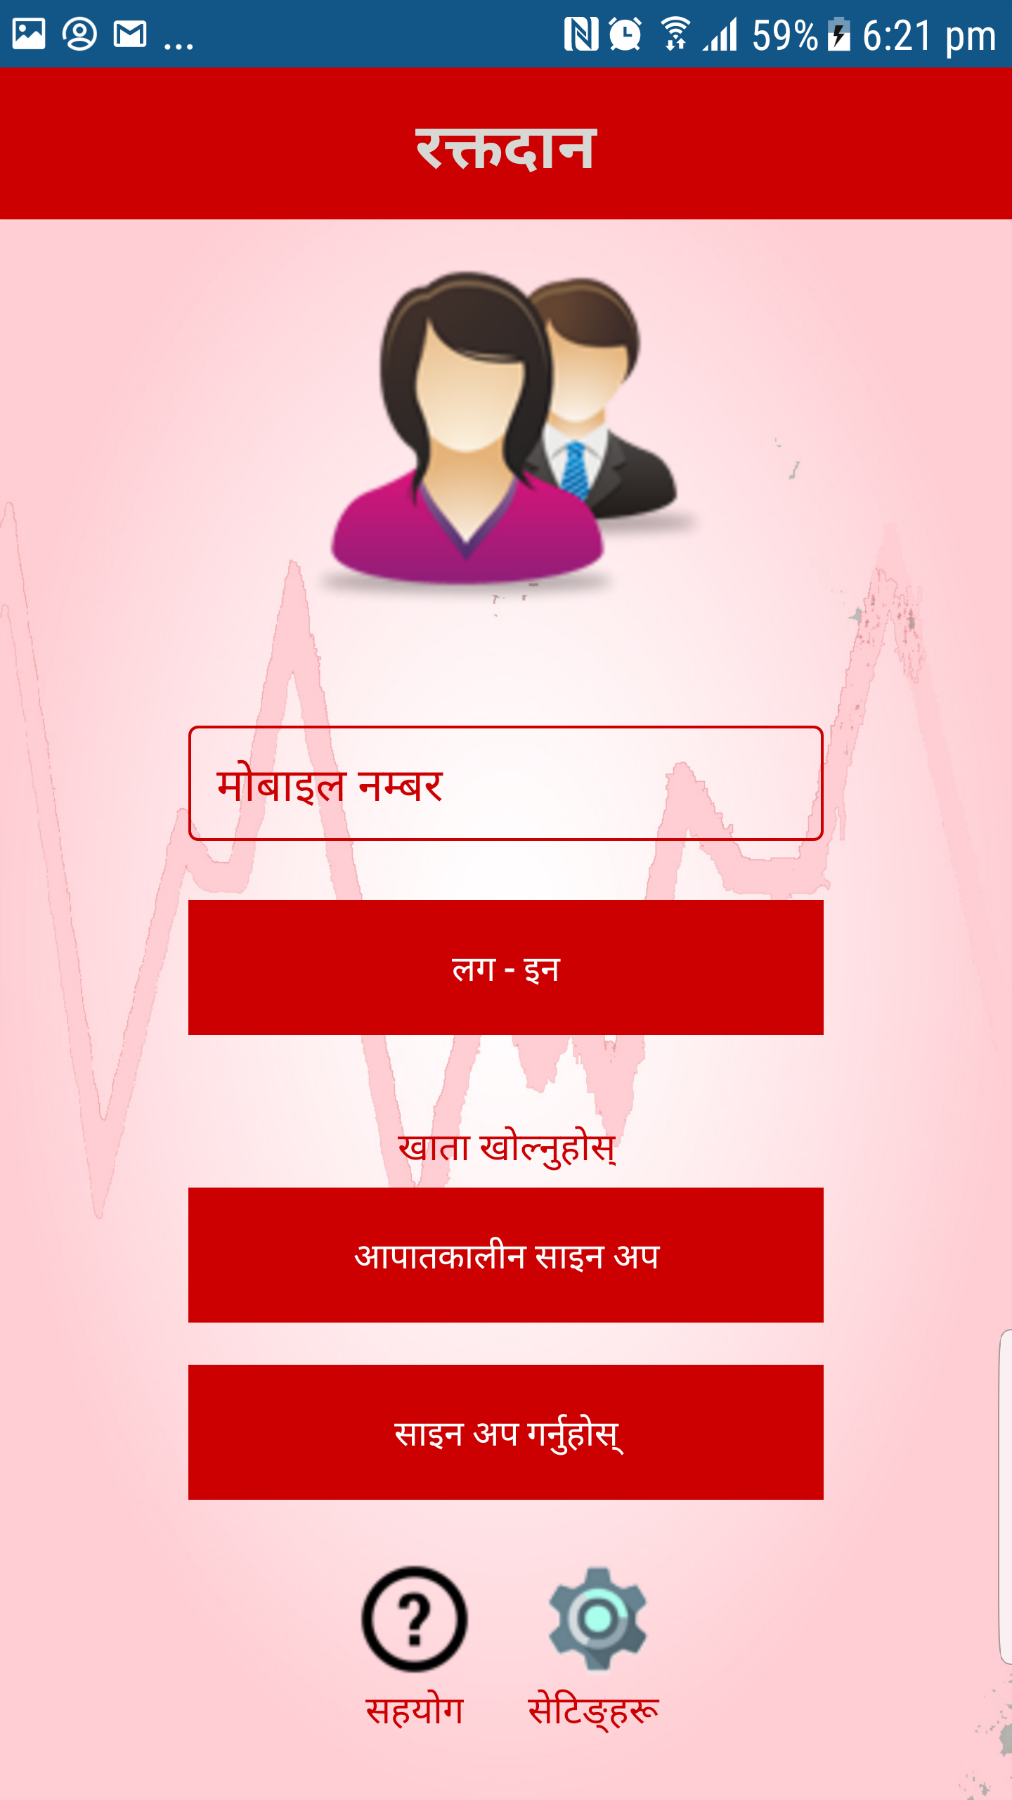 ... 59% 6:21 pm
रक्तदान
मोबाइल नम्बर
लग - इन
खाता खोल्नुहोस्
आपातकालीन साइन अप
साइन अप गर्नुहोस्
सहयोग सेटिङ्हरू